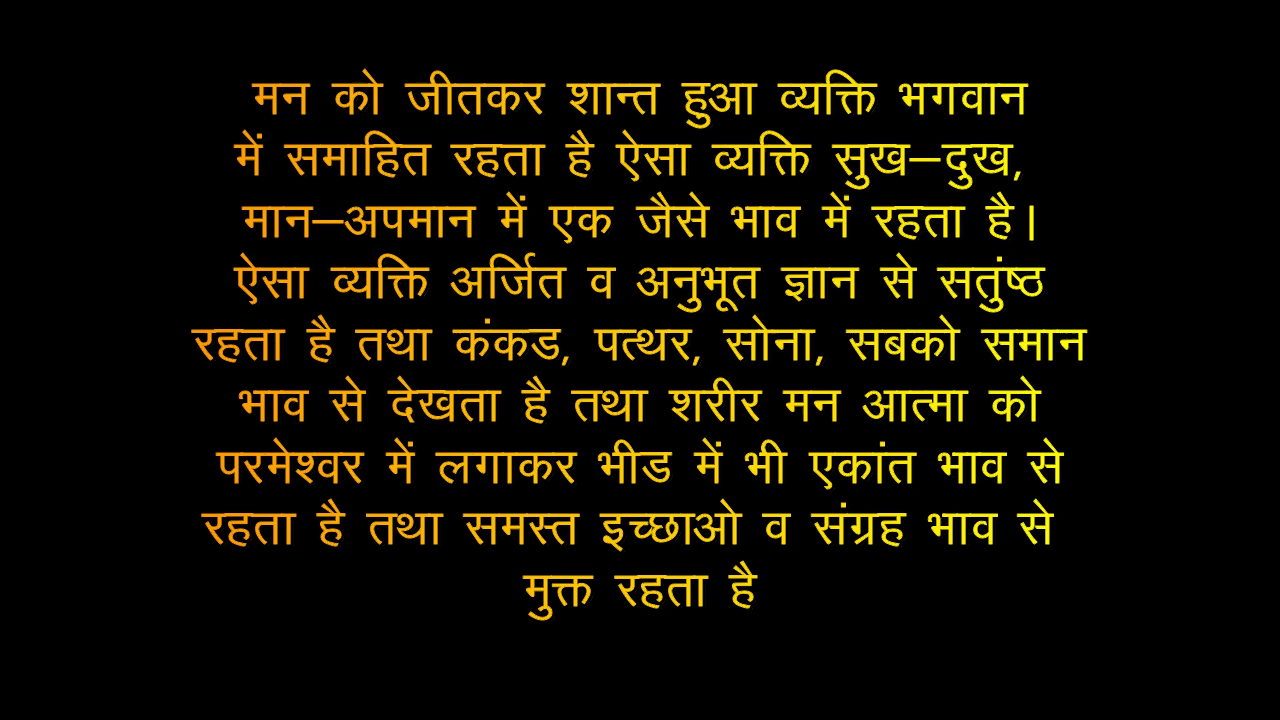 मन को जीतकर शान्त हुआ व्यक्ति भगवान
में समाहित रहता है ऐसा व्यक्ति सुख–दुख,
मान–अपमान में एक जैसे भाव में रहता है।
ऐसा व्यक्ति अर्जित व अनुभूत ज्ञान से सतुंष्ठ
रहता है तथा कंकड, पत्थर, सोना, सबको समान
भाव से देखता है तथा शरीर मन आत्मा को
परमेश्वर में लगाकर भीड में भी एकांत भाव से
रहता है तथा समस्त इच्छाओ व संग्रह भाव से
मुक्त रहता है